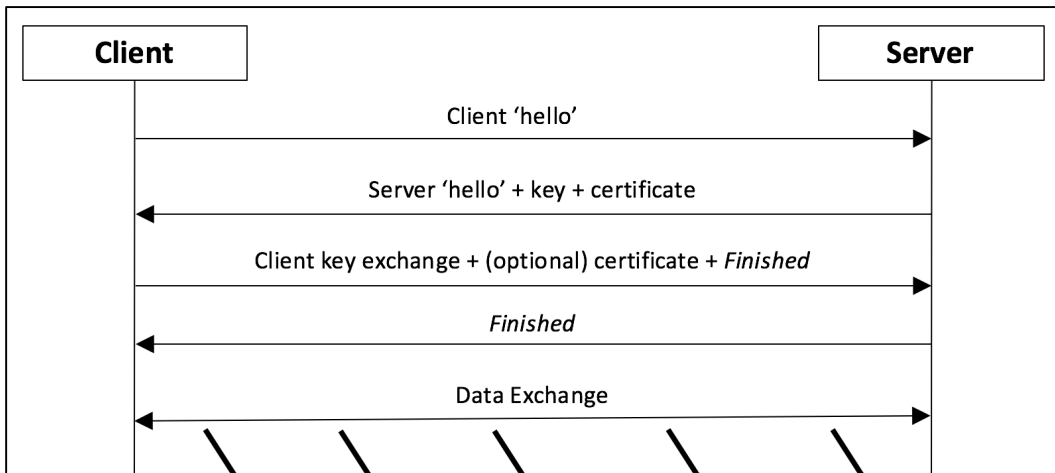 Client
Server
Client ‘hello’
Server ‘hello’ + key + certificate
Client key exchange + (optional) certificate + Finished
Finished
Data Exchange